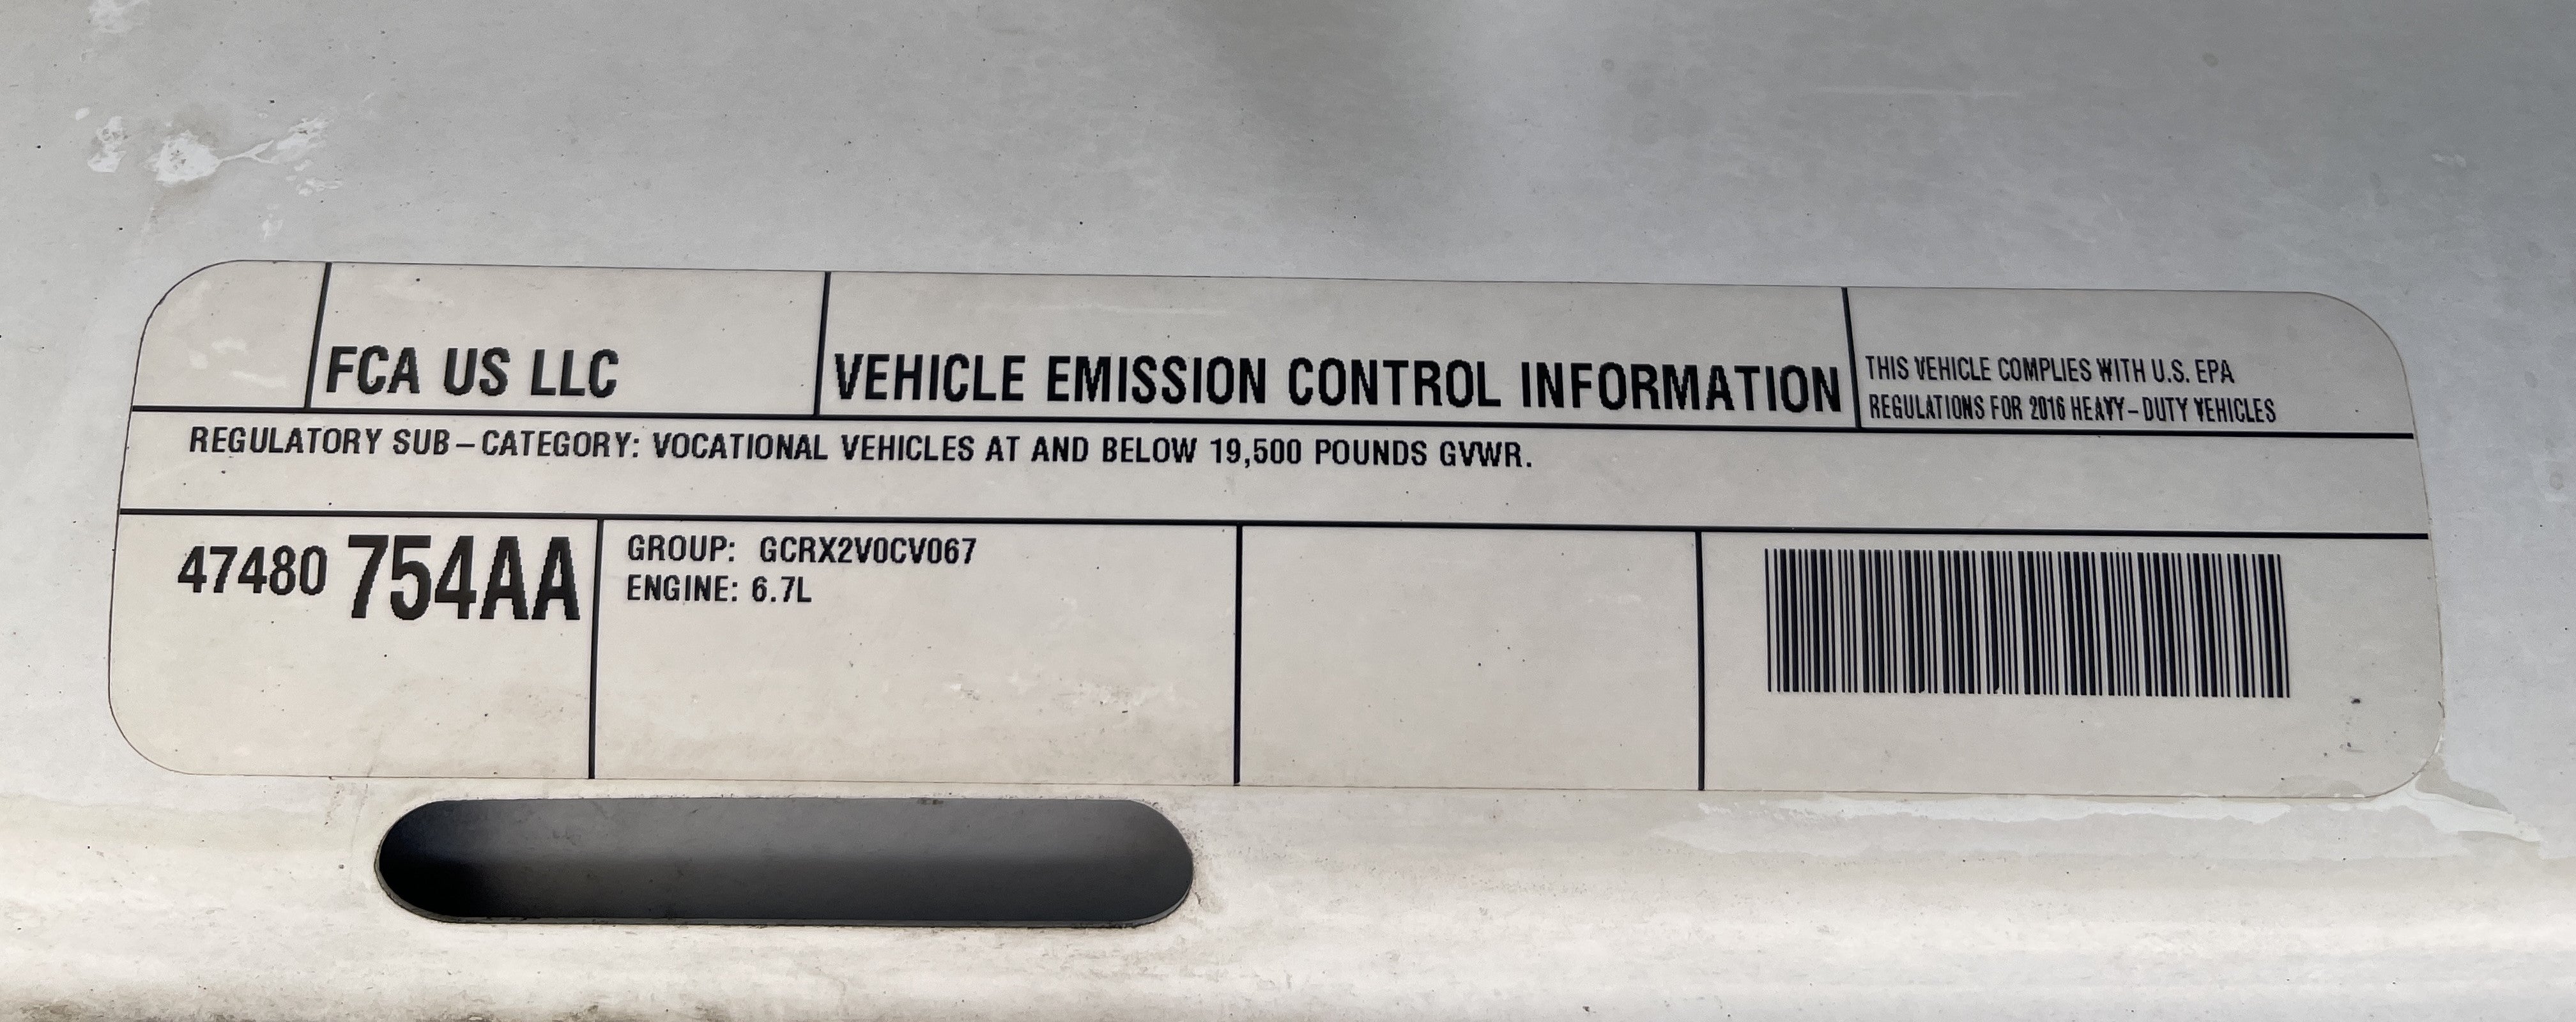 FCA US LLC
VEHICLE EMISSION CONTROL INFORMATION
THIS VEHICLE COMPLIES WITH U.S. EPA
REGULATIONS FOR 2016 HEAVY-DUTY VEHICLES
REGULATORY SUB-CATEGORY: VOCATIONAL VEHICLES AT AND BELOW 19,500 POUNDS GVWR.
47480 754AA
GROUP: GCRX2V0CV067
ENGINE: 6.7L